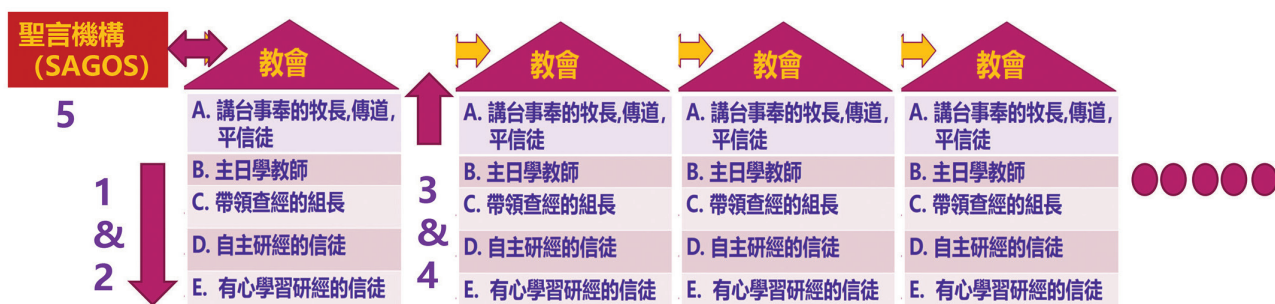 聖言機構
（SAGOS）
5
1
&
2
教會
A. 講台事奉的牧長,傳道,
平信徒
B. 主日學教師
C. 帶領查經的組長
D. 自主研經的信徒
E. 有心學習研經的信徒
3
&
4
教會
A. 講台事奉的牧長,傳道,
平信徒
B. 主日學教師
C. 帶領查經的組長
D. 自主研經的信徒
E. 有心學習研經的信徒
教會
A. 講台事奉的牧長,傳道,
平信徒
B. 主日學教師
C. 帶領查經的組長
D. 自主研經的信徒
E. 有心學習研經的信徒
教會
A. 講台事奉的牧長,傳道,
平信徒
B. 主日學教師
C. 帶領查經的組長
D. 自主研經的信徒
E. 有心學習研經的信徒